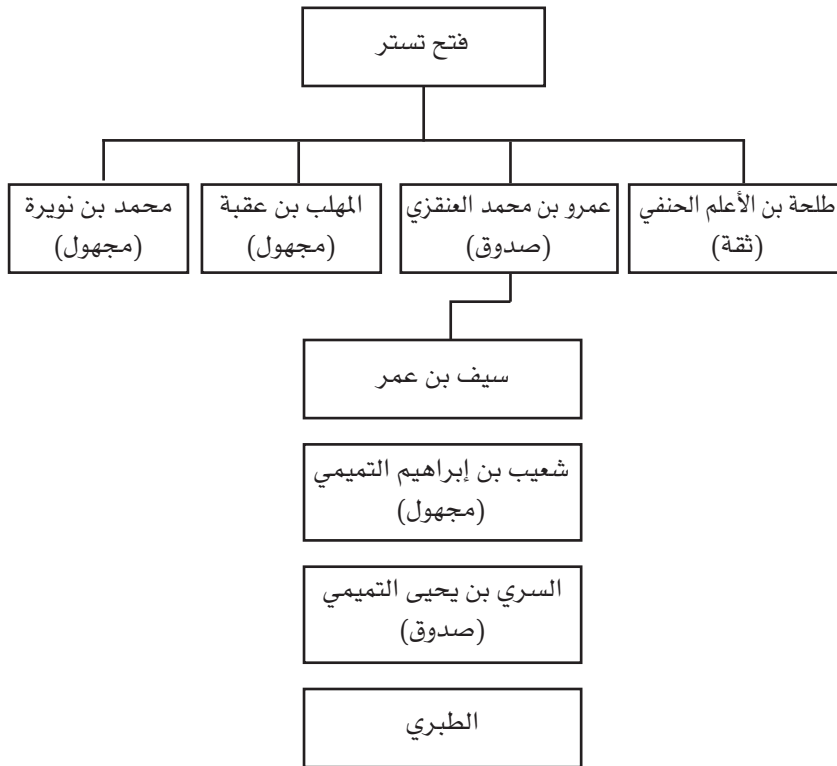 فتح تستر
طلحة بن الأعلم الحنفي
(ثقة)
عمرو بن محمد العنقزي
(صدوق)
المهلب بن عقبة
(مجهول)
محمد بن نويرة
(مجهول)
سيف بن عمر
شعيب بن إبراهيم التميمي
(مجهول)
السري بن يحيى التميمي
(صدوق)
الطبري